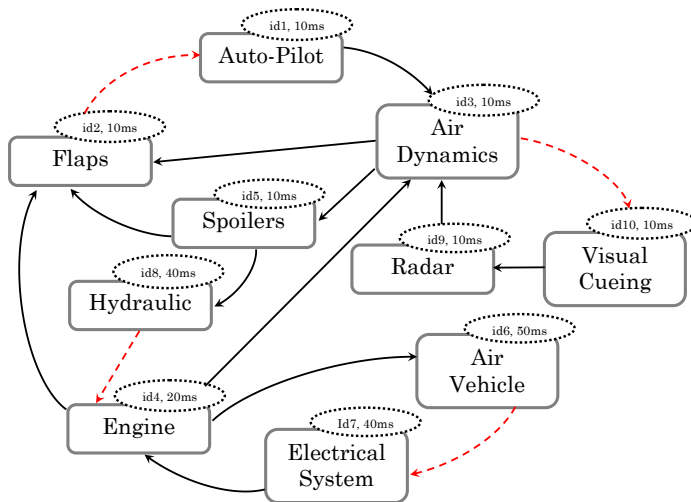 id1, 10ms
Auto-Pilot
id3, 10ms
Air
Dynamics
id2, 10ms
Flaps
id5, 10ms
Spoilers
id10, 10ms
Visual
Cueing
id9, 10ms
Radar
id8, 40ms
Hydraulic
id6, 50ms
Air
Vehicle
id4, 20ms
Engine
Id7, 40ms
Electrical
System